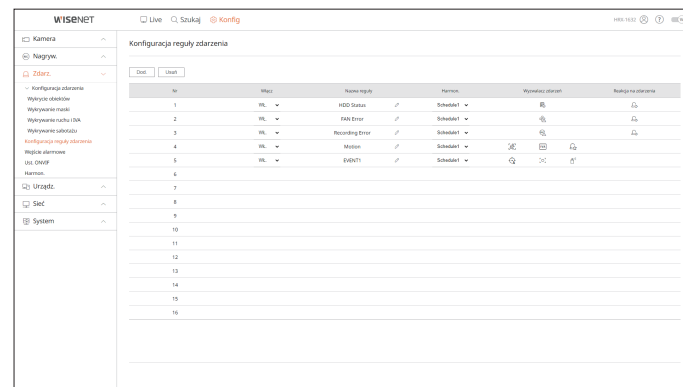 WISENET Live Szukaj Konfig HRX-1632
Kamera
Nagryw.
Zdarz.
Konfiguracja zdarzenia
Wykrycie obiektów
Wykrywanie maski
Wykrywanie ruchu i IVA
Wykrywanie sabotażu
Konfiguracja reguły zdarzenia
Wejście alarmowe
Ust. ONVIF
Harmon.
Urządz.
Sieć
System
Konfiguracja reguły zdarzenia
Dod Usuń
Nr Włącz Nazwa reguły Harmon. Wyzwalacz zdarzeń Reakcja na zdarzenia
1 Wł. HDD Status Schedule1
2 Wł. FAN Error Schedule1
3 Wł. Recording Error Schedule1
4 Wł. Motion Schedule1
5 Wł. EVENT1 Schedule1
6
7
8
9
10
11
12
13
14
15
16